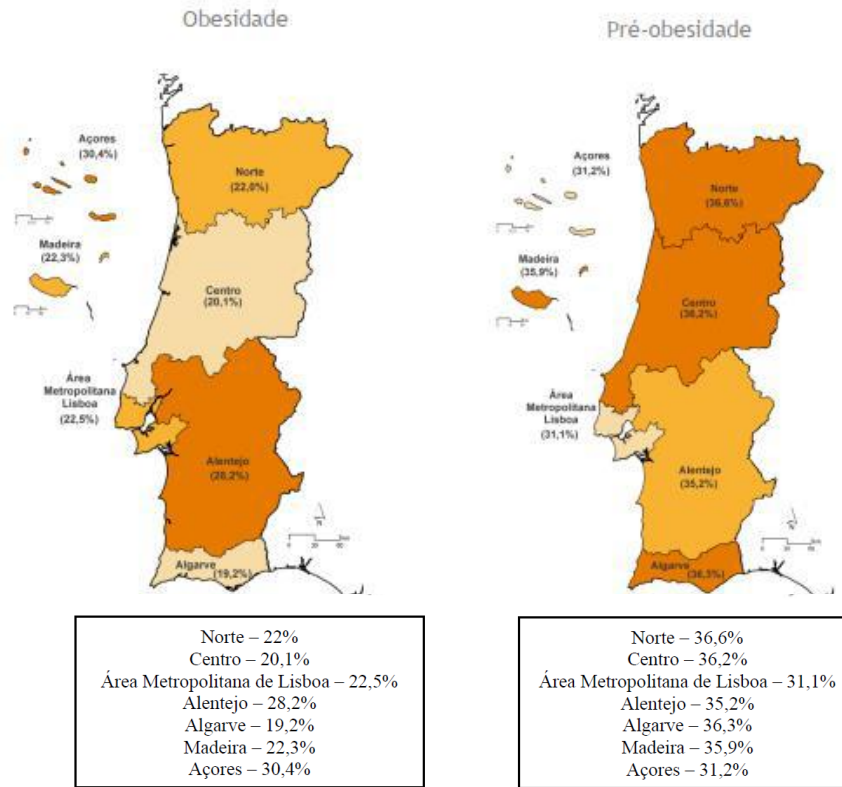 Obesidade
Açores
(30,4%)
Norte
(22,0%)
Madeira
(22,3%)
Centro
(20,1%)
Área
Metropolitana
Lisboa
(22,5%)
Alentejo
(28,2%)
Algarve
(19,2%)
Norte – 22%
Centro – 20,1%
Área Metropolitana de Lisboa – 22,5%
Alentejo – 28,2%
Algarve – 19,2%
Madeira – 22,3%
Açores – 30,4%
Pré-obesidade
Açores
(31,2%)
Norte
(36,6%)
Madeira
(35,9%)
Centro
(36,2%)
Área
Metropolitana
Lisboa
(31,1%)
Alentejo
(35,2%)
Algarve
(36,3%)
Norte – 36,6%
Centro – 36,2%
Área Metropolitana de Lisboa – 31,1%
Alentejo – 35,2%
Algarve – 36,3%
Madeira – 35,9%
Açores – 31,2%